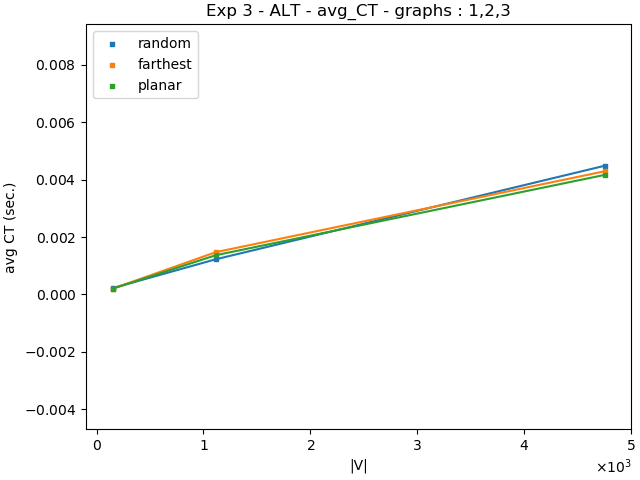 Exp 3 - ALT - avg_CT - graphs : 1,2,3
random
farthest
planar
0.008
0.006
0.004
0.002
0.000
−0.002
−0.004
avg CT (sec.)
0 1 2 3 4 5
|V|
×10³